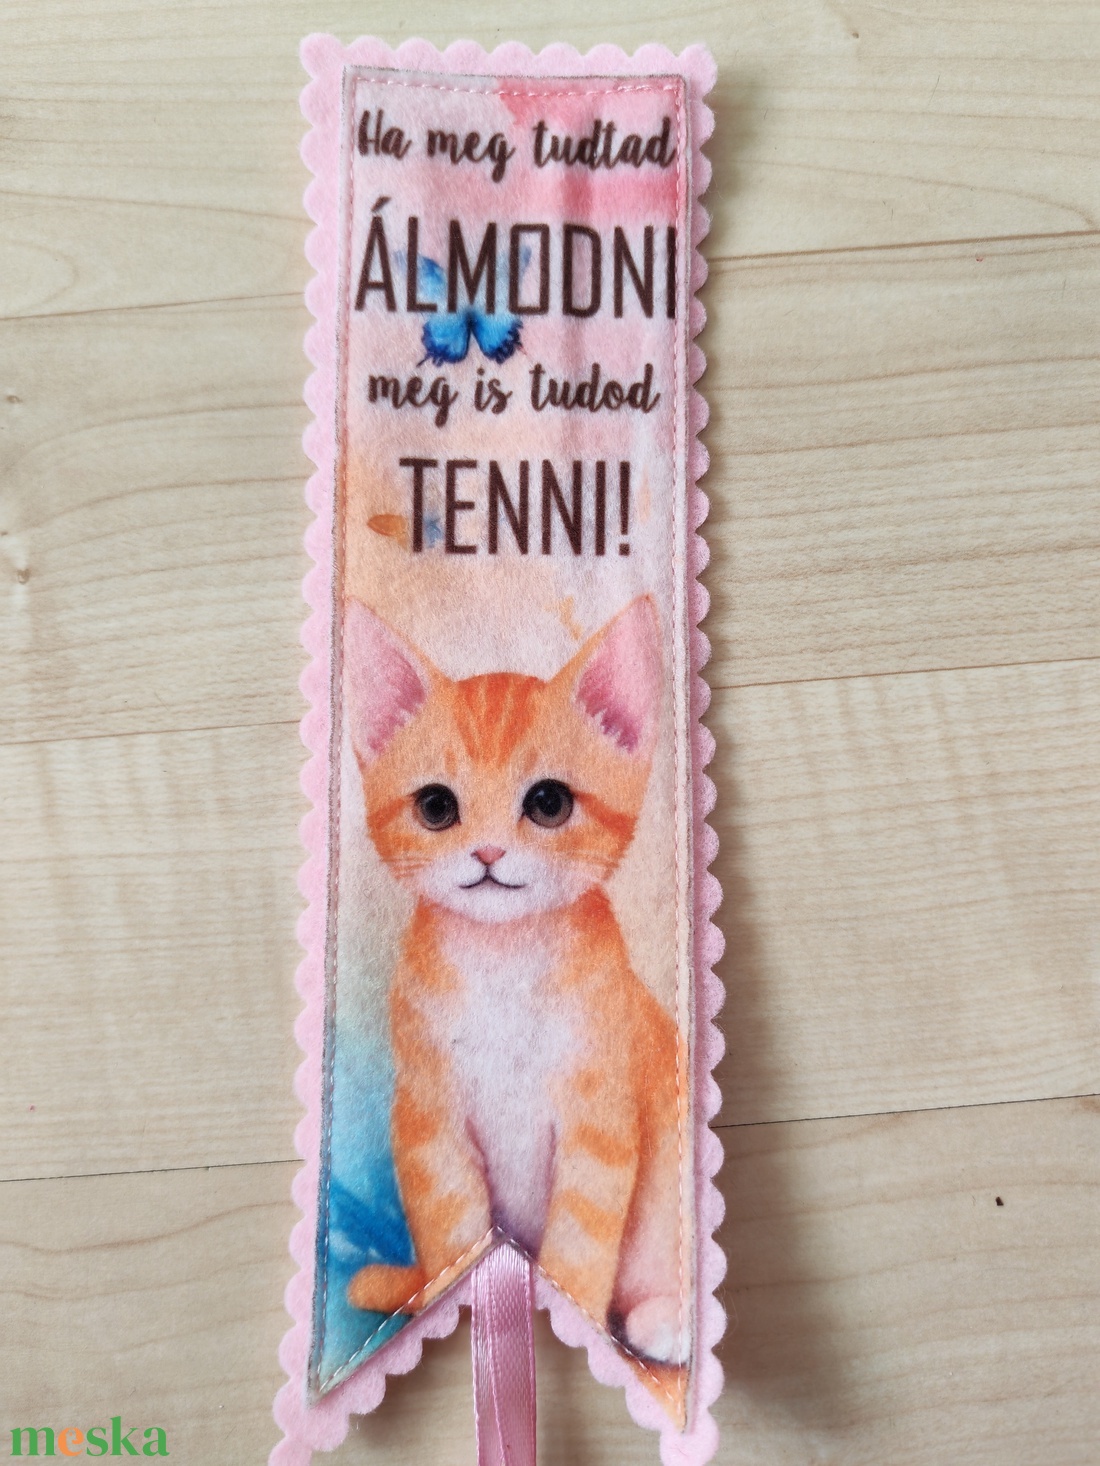 Ha meg tudtad
ÁLMODNI
meg is tudod
TENNI!
meska